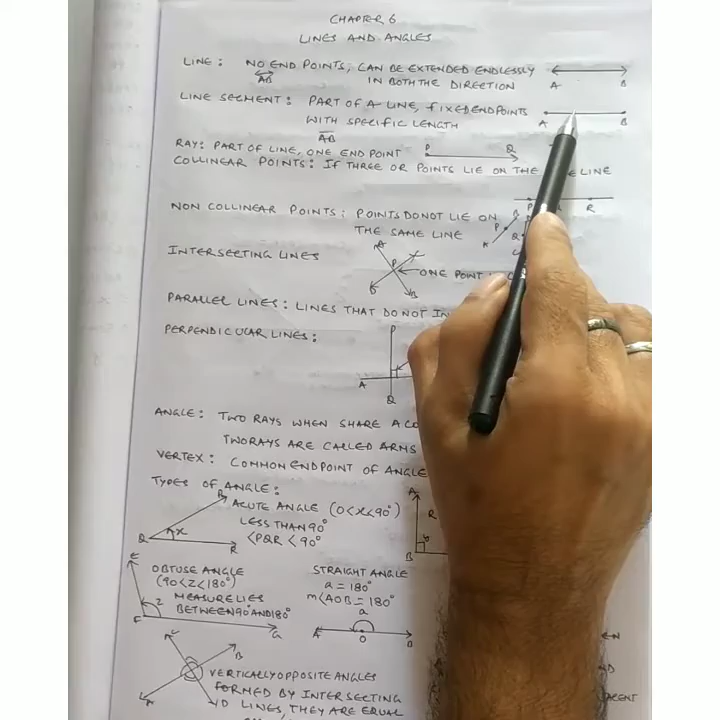 CHAPTER 6
LINES AND ANGLES
LINE: NO END POINTS, CAN BE EXTENDED ENDLESSLY
AB IN BOTH THE DIRECTION
A B
LINE SEGMENT: PART OF A LINE, FIXED END POINTS
WITH SPECIFIC LENGTH
A B
AB
RAY: PART OF LINE, ONE END POINT P Q
COLLINEAR POINTS: IF THREE OR POINTS LIE ON THE LINE
P R
NON COLLINEAR POINTS: POINTS DO NOT LIE ON
THE SAME LINE
P B A Q C
INTERSECTING LINES
A P ONE POINT
B
PARALLEL LINES: LINES THAT DO NOT
PERPENDICULAR LINES:
P
A
Q
ANGLE: TWO RAYS WHEN SHARE A
TWO RAYS ARE CALLED ARMS
VERTEX: COMMON ENDPOINT OF ANGLE
TYPES OF ANGLE:
ACUTE ANGLE (0<x<90°)
LESS THAN 90°
<PQR < 90°
P x Q R
A R
B
E
OBTUSE ANGLE
(90<Z<180°)
MEASURE LIES
BETWEEN 90° AND 180°
Z F G
STRAIGHT ANGLE
a = 180°
m<AOB = 180°
a
A O B
A C B
VERTICALLY OPPOSITE ANGLES
FORMED BY INTERSECTING
LINES, THEY ARE EQUAL